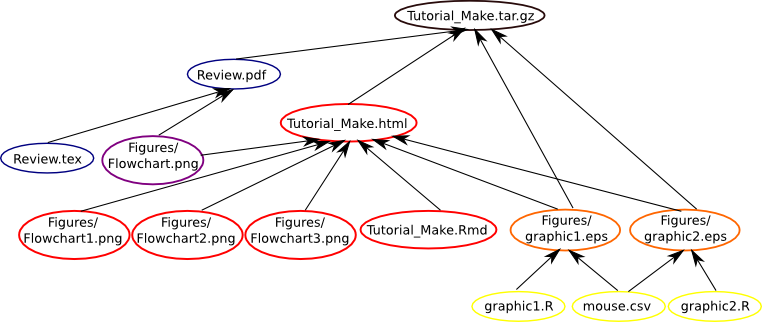 Tutorial_Make.tar.gz
Review.pdf
Tutorial_Make.html
Review.tex
Figures/
Flowchart.png
Figures/
Flowchart1.png
Figures/
Flowchart2.png
Figures/
Flowchart3.png
Tutorial_Make.Rmd
Figures/
graphic1.eps
Figures/
graphic2.eps
graphic1.R
mouse.csv
graphic2.R